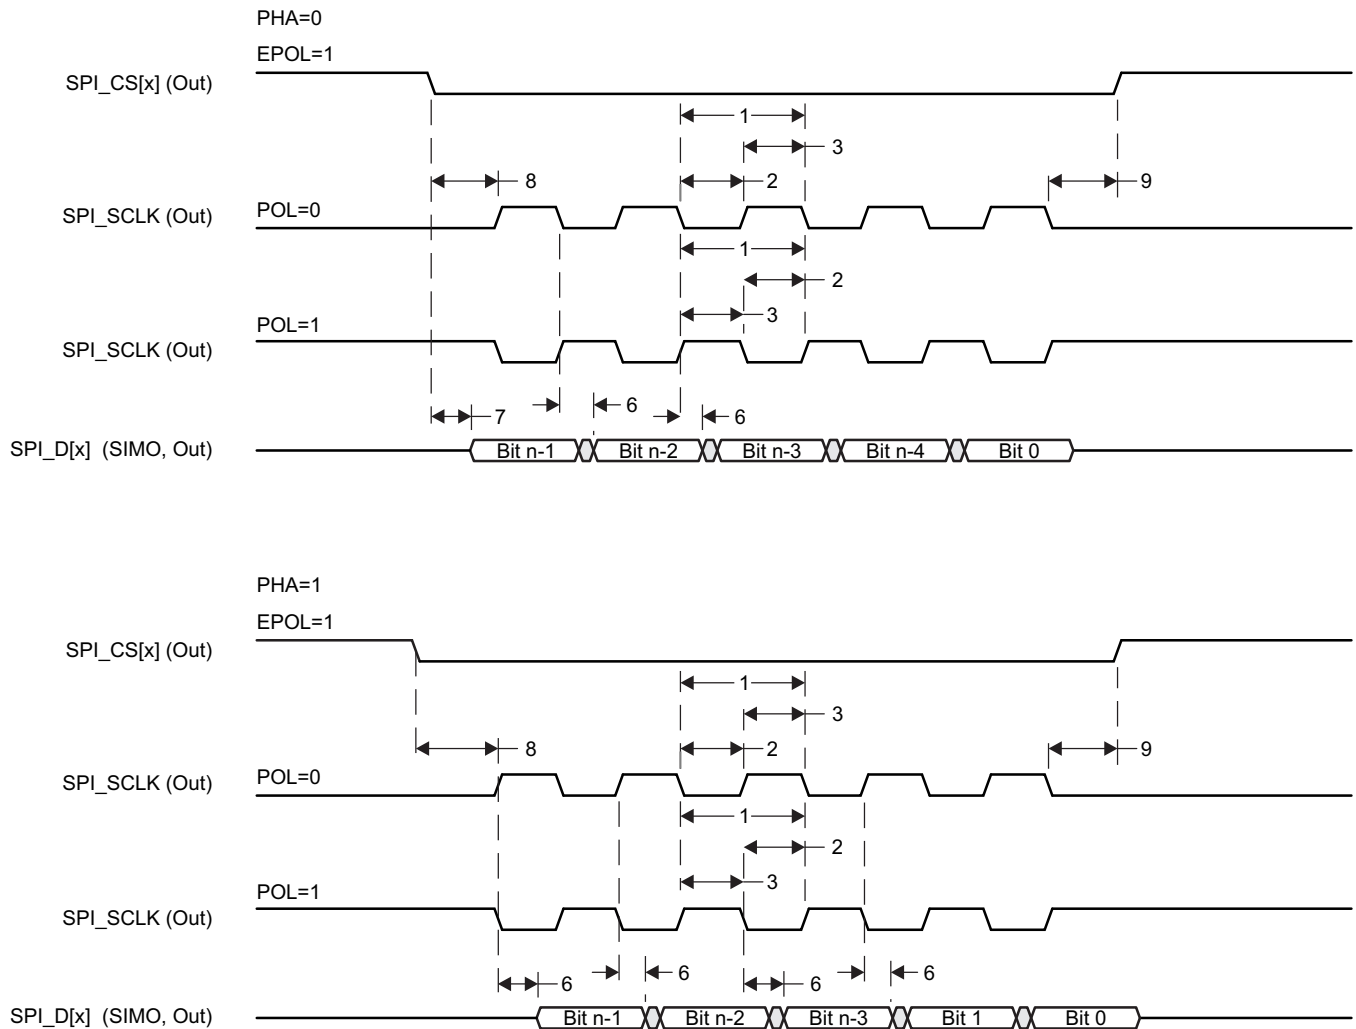 PHA=0
EPOL=1
SPI_CS[x] (Out)
1
3
8
2
9
SPI_SCLK (Out)
POL=0
1
2
POL=1
3
SPI_SCLK (Out)
7
6
6
SPI_D[x] (SIMO, Out)
Bit n-1
Bit n-2
Bit n-3
Bit n-4
Bit 0
PHA=1
EPOL=1
SPI_CS[x] (Out)
1
3
8
2
9
SPI_SCLK (Out)
POL=0
1
2
3
POL=1
SPI_SCLK (Out)
6
6
6
6
SPI_D[x] (SIMO, Out)
Bit n-1
Bit n-2
Bit n-3
Bit 1
Bit 0